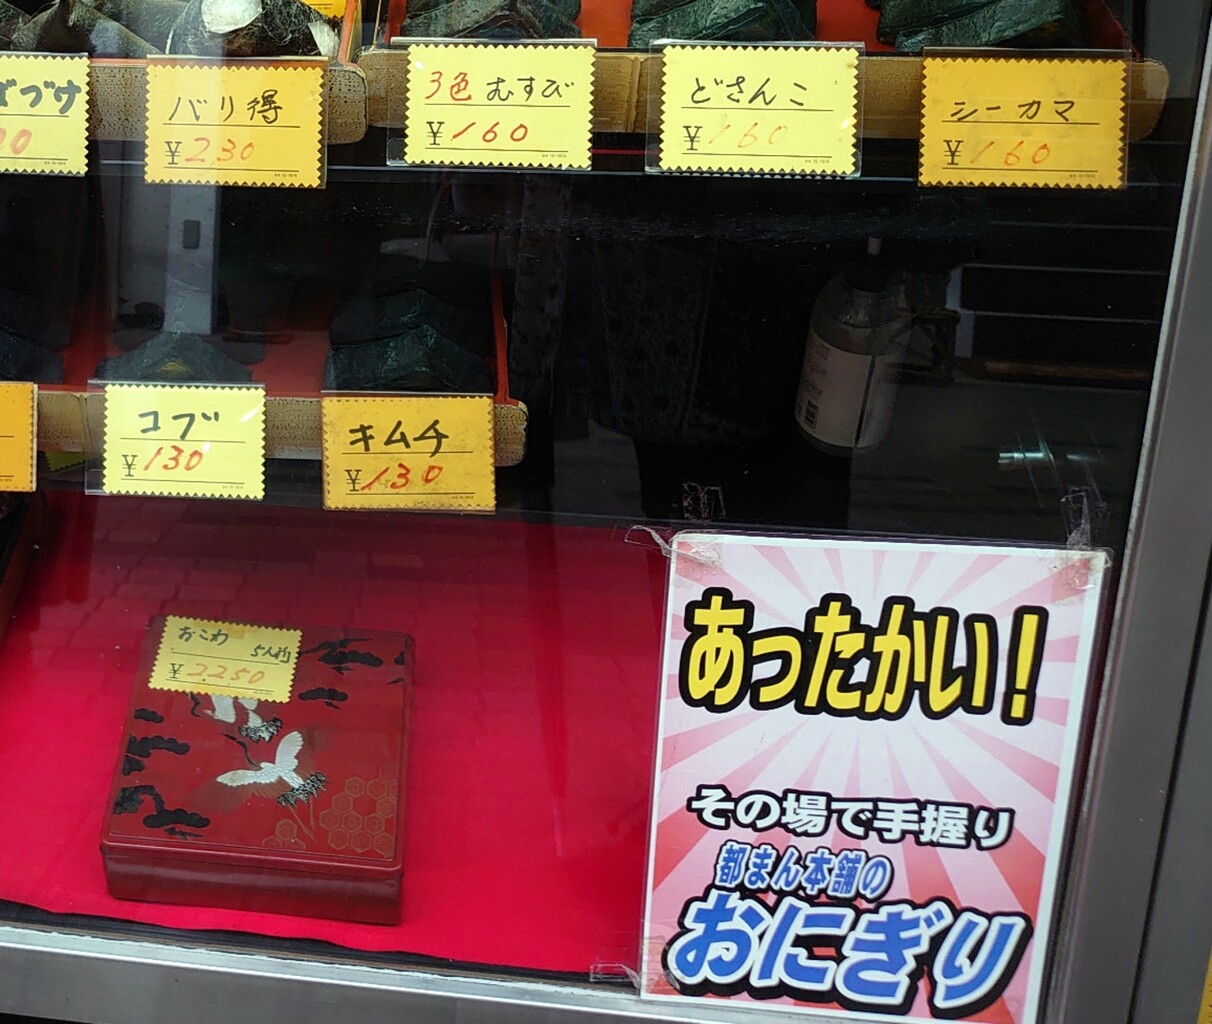 づけ
00
バリ得
¥230
3色むすび
¥160
どさんこ
¥160
シーカマ
¥160
コブ
¥130
キムチ
¥130
おこわ
5人前
¥2250
あったかい!
その場で手握り
都まん本舗の
おにぎり